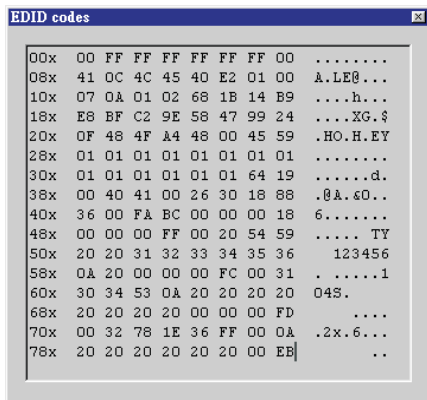 EDID codes
00x 00 FF FF FF FF FF FF 00 ........
08x 41 0C 4C 45 40 E2 01 00 A.LE@...
10x 07 0A 01 02 68 1B 14 B9 ....h...
18x E8 BF C2 9E 58 47 99 24 ....XG.$
20x 0F 48 4F A4 48 00 45 59 .HO.H.EY
28x 01 01 01 01 01 01 01 01 ........
30x 01 01 01 01 01 01 64 19 ......d.
38x 00 40 41 00 26 30 18 88 .@A.&0..
40x 36 00 FA BC 00 00 00 18 6.......
48x 00 00 00 FF 00 20 54 59 ..... TY
50x 20 20 31 32 33 34 35 36 123456
58x 0A 20 00 00 00 FC 00 31 . .....1
60x 30 34 53 0A 20 20 20 20 04S.
68x 20 20 20 20 00 00 00 FD ....
70x 00 32 78 1E 36 FF 00 0A .2x.6...
78x 20 20 20 20 20 20 00 EB ..